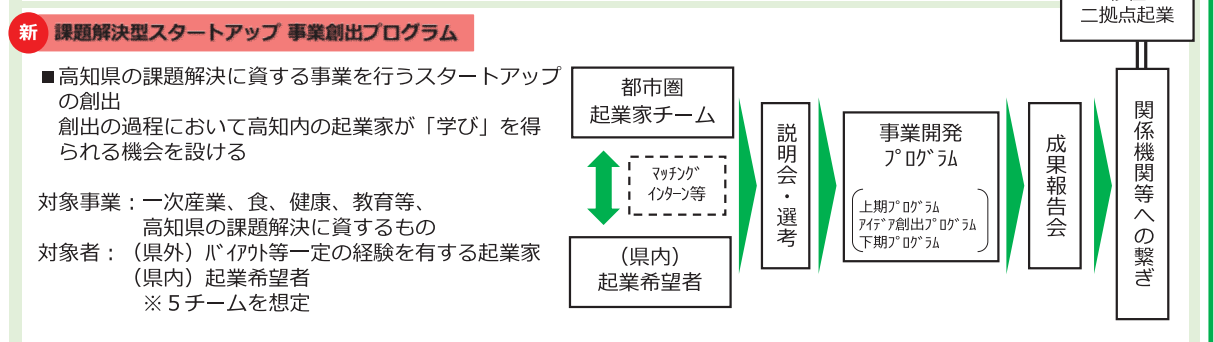 二拠点起業
新 課題解決型スタートアップ 事業創出プログラム
■高知県の課題解決に資する事業を行うスタートアップ
の創出
創出の過程において高知内の起業家が「学び」を得
られる機会を設ける
対象事業：一次産業、食、健康、教育等、
高知県の課題解決に資するもの
対象者：（県外）ﾊﾞｲｱｳﾄ等一定の経験を有する起業家
（県内）起業希望者
※５チームを想定
都市圏
起業家チーム
ﾏｯﾁﾝｸﾞ
ｲﾝﾀｰﾝ等
（県内）
起業希望者
説明会・選考
事業開発
ﾌﾟﾛｸﾞﾗﾑ
上期ﾌﾟﾛｸﾞﾗﾑ
ｱｲﾃﾞｱ創出ﾌﾟﾛｸﾞﾗﾑ
下期ﾌﾟﾛｸﾞﾗﾑ
成果報告会
関係機関等への繋ぎ